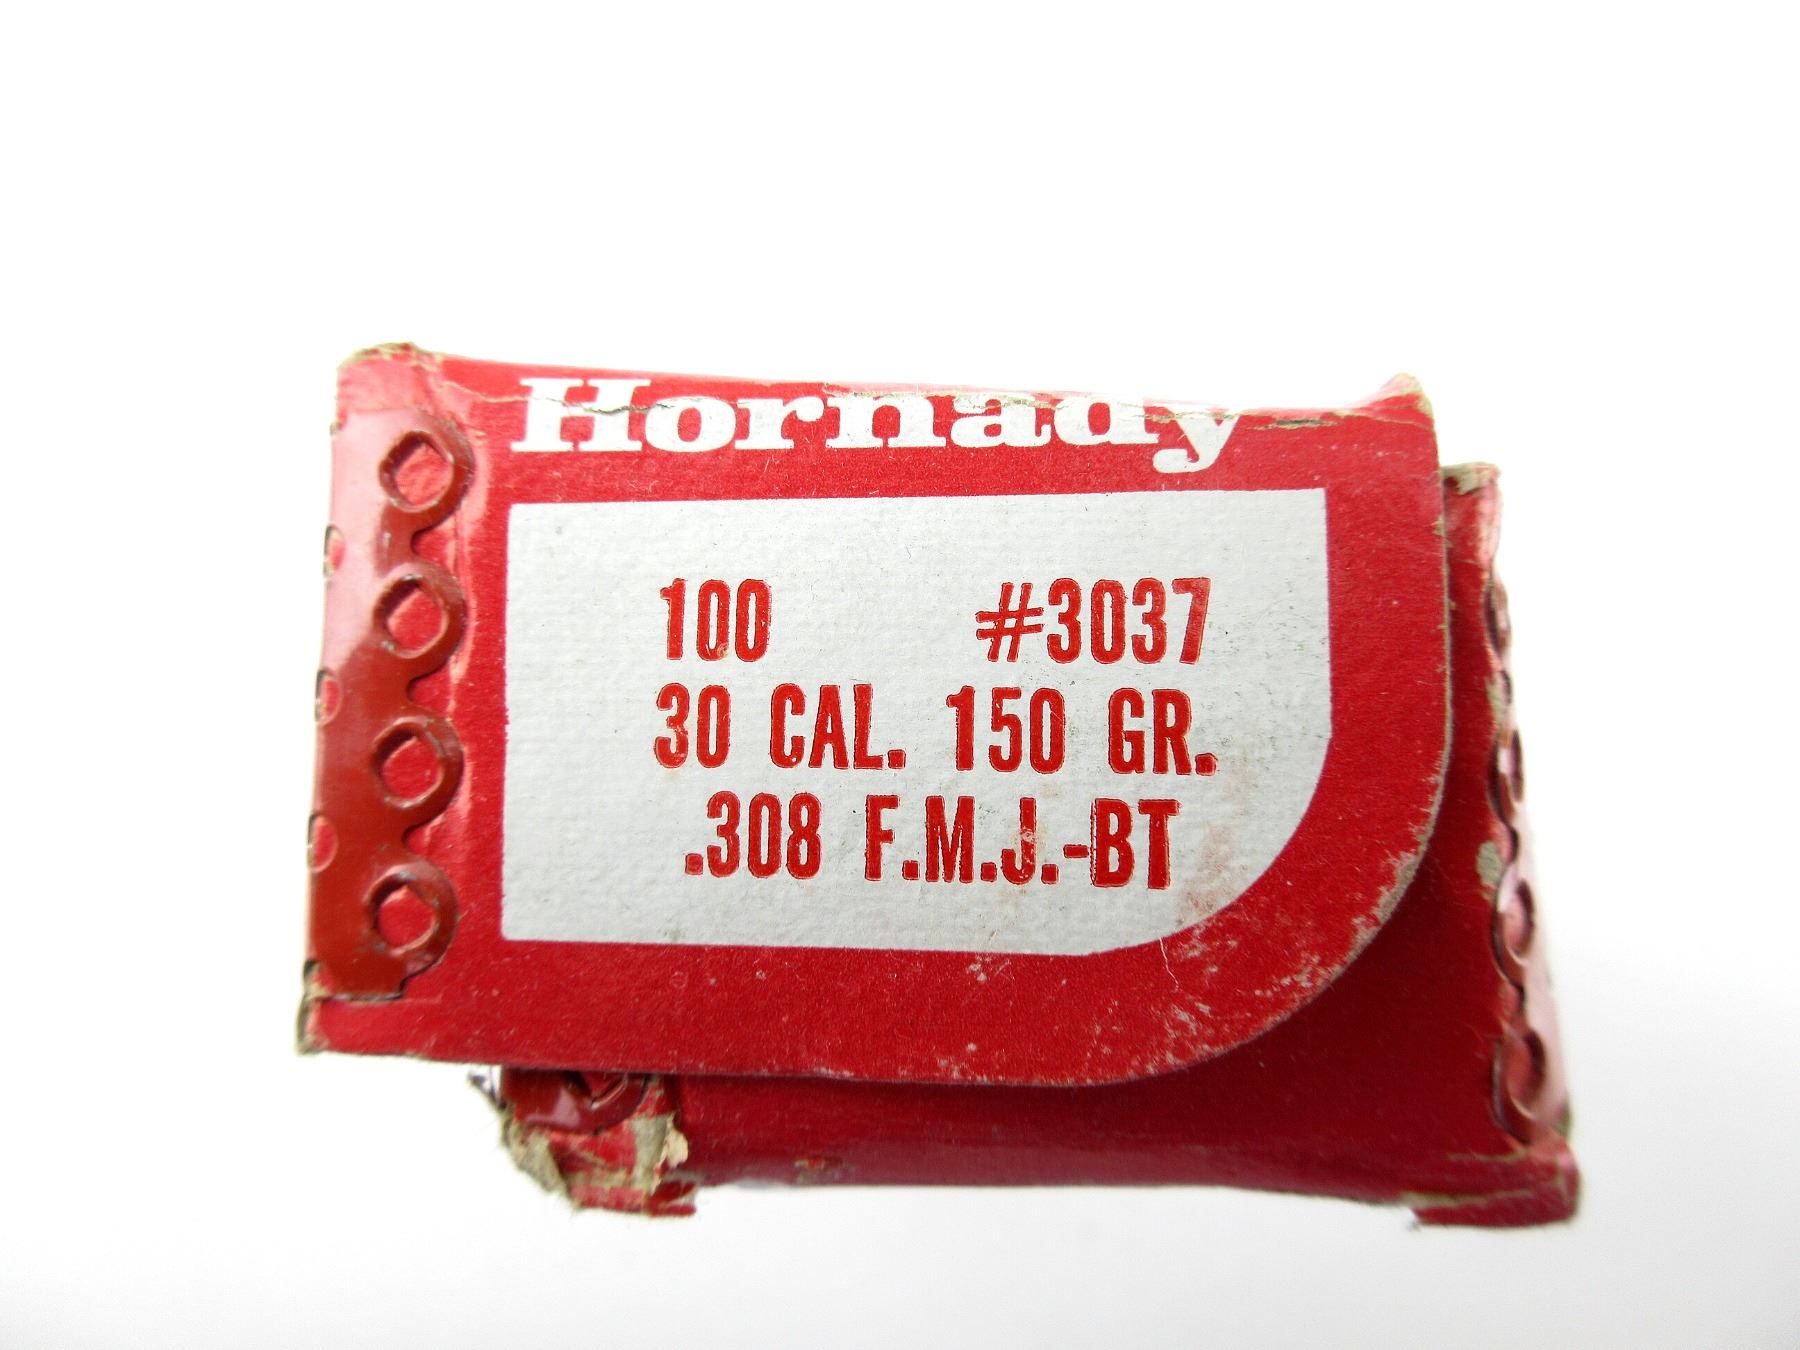 Hornady
100 #3037
30 CAL. 150 GR.
.308 F.M.J.-BT